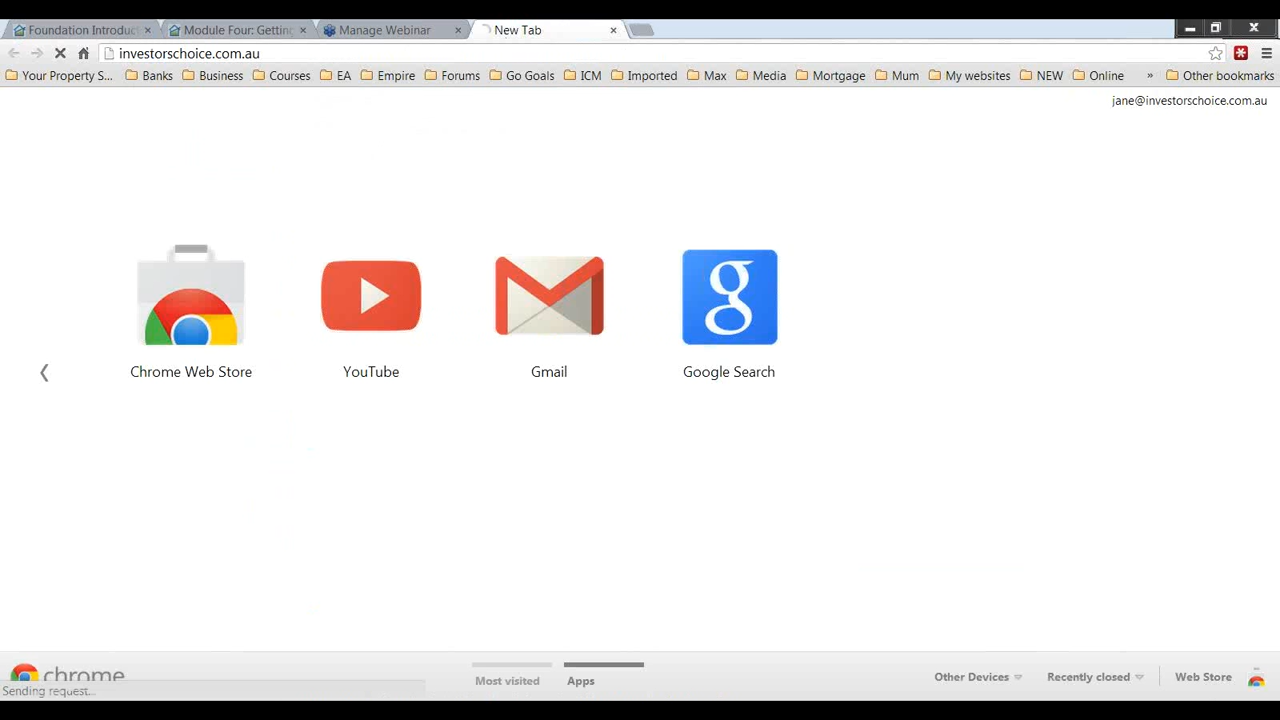 Foundation Introduct
Module Four: Getting
Manage Webinar
New Tab
investorschoice.com.au
Your Property S...
Banks
Business
Courses
EA
Empire
Forums
Go Goals
ICM
Imported
Max
Media
Mortgage
Mum
My websites
NEW
Online
»
Other bookmarks
jane@investorschoice.com.au
Chrome Web Store
YouTube
Gmail
Google Search
chrome
Most visited
Apps
Other Devices
Recently closed
Web Store
Sending request...